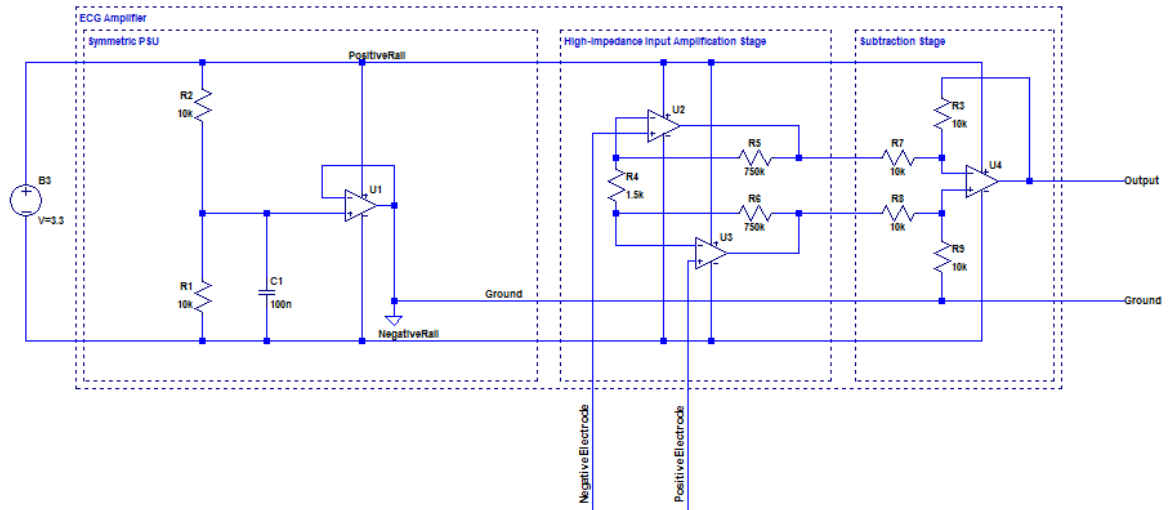 ECG Amplifier
Symmetric PSU
High-Impedance Input Amplification Stage
Subtraction Stage
PositiveRail
R2
10k
U2
R3
10k
B3
V=3.3
R5
750k
R7
10k
U4
R4
1.5k
U1
Output
R6
750k
R8
10k
U3
R1
10k
C1
100n
R9
10k
Ground
Ground
NegativeRail
NegativeElectrode
PositiveElectrode